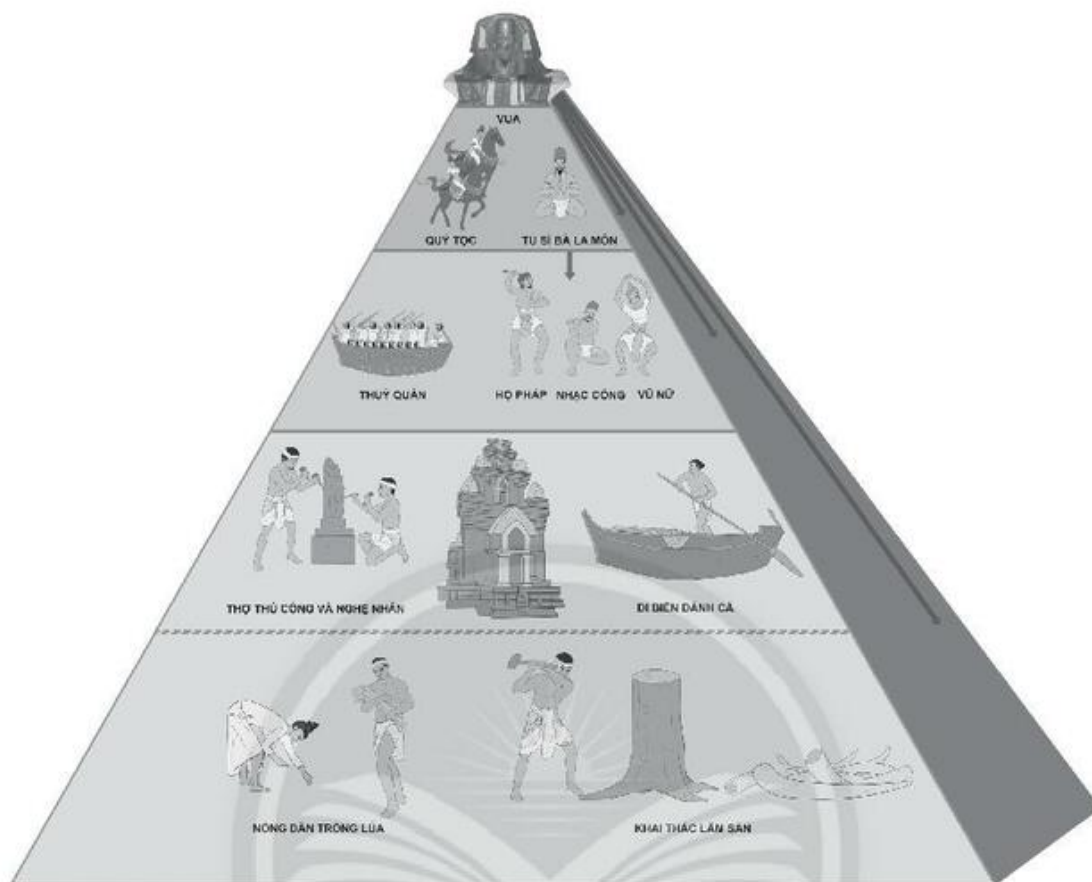 VUA
QUÝ TỘC
TU SĨ BÀ LA MÔN
THUỶ QUÂN
HỘ PHÁP
NHẠC CÔNG
VŨ NỮ
THỢ THỦ CÔNG VÀ NGHỆ NHÂN
ĐI BIỂN ĐÁNH CÁ
NÔNG DÂN TRỒNG LÚA
KHAI THÁC LÂM SẢN